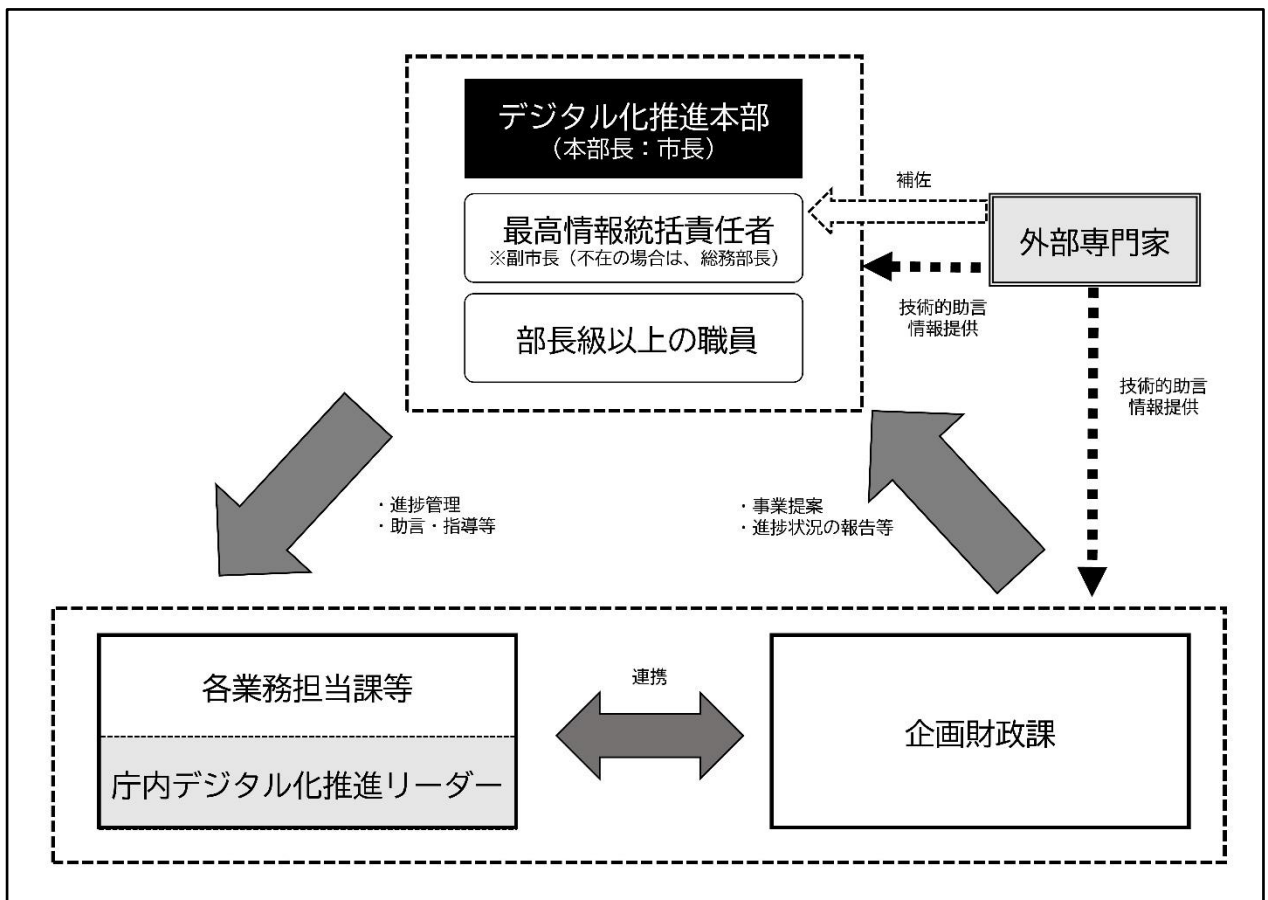 デジタル化推進本部
（本部長：市長）
補佐
最高情報統括責任者
※副市長（不在の場合は、総務部長）
外部専門家
技術的助言
情報提供
部長級以上の職員
技術的助言
情報提供
・進捗管理
・助言・指導等
・事業提案
・進捗状況の報告等
各業務担当課等
庁内デジタル化推進リーダー
連携
企画財政課